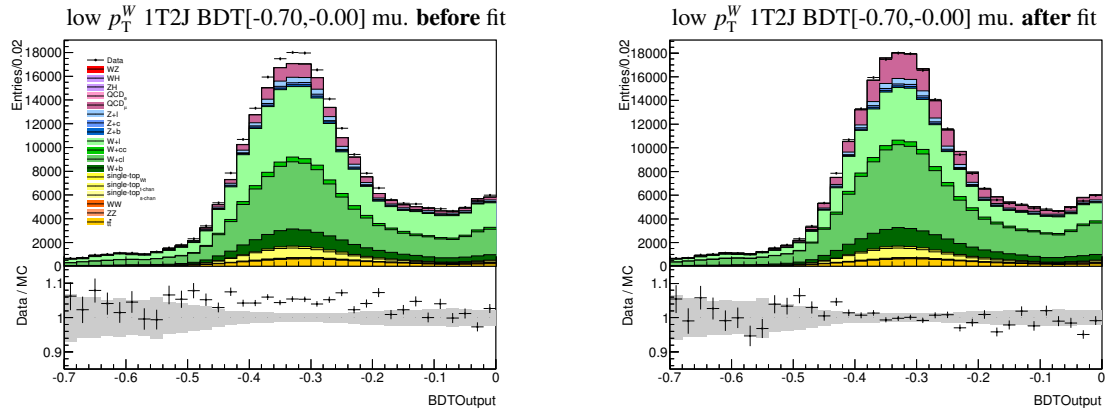 low p_T^W 1T2J BDT[-0.70,-0.00] mu. before fit
Entries/0.02
18000
16000
14000
12000
10000
8000
6000
4000
2000
0
Data
WZ
WH
ZH
QCD_e
QCD_μ
Z+l
Z+c
Z+b
W+l
W+cc
W+cl
W+b
single-top_Wt
single-top_t-chan
single-top_s-chan
WW
ZZ
tt̄
Data / MC
1.1
1
0.9
-0.7 -0.6 -0.5 -0.4 -0.3 -0.2 -0.1 0
BDTOutput
low p_T^W 1T2J BDT[-0.70,-0.00] mu. after fit
Entries/0.02
18000
16000
14000
12000
10000
8000
6000
4000
2000
0
Data / MC
1.1
1
0.9
-0.7 -0.6 -0.5 -0.4 -0.3 -0.2 -0.1 0
BDTOutput